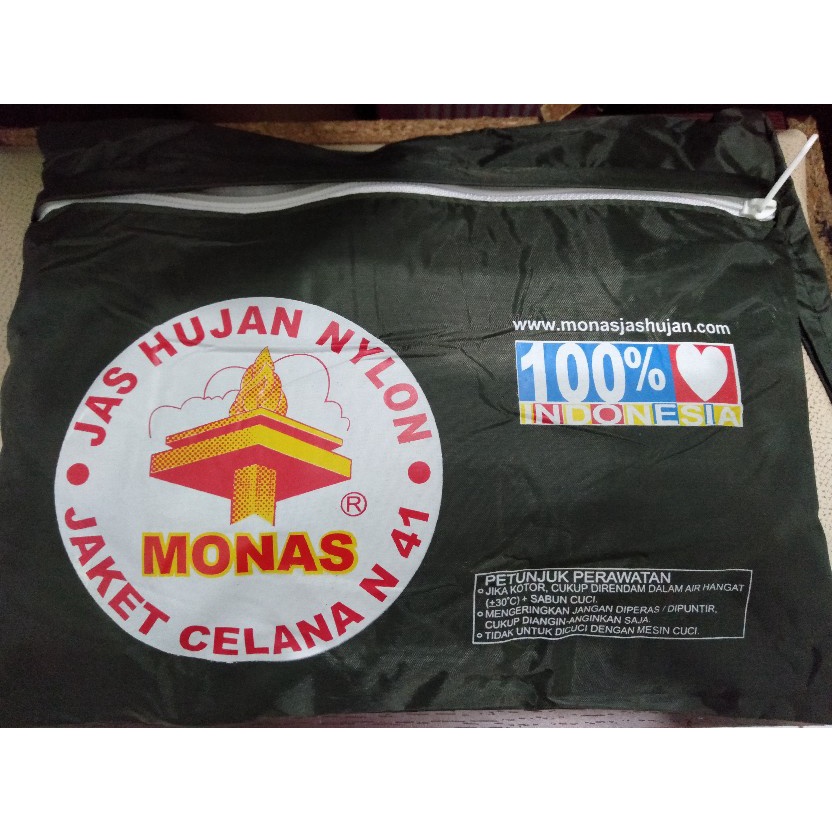 JAS HUJAN NYLON
®
MONAS
JAKET CELANA N 41
www.monasjashujan.com
100%
INDONESIA
PETUNJUK PERAWATAN
JIKA KOTOR, CUKUP DIRENDAM DALAM AIR HANGAT
(±30°C) + SABUN CUCI.
MENGERINGKAN JANGAN DIPERAS / DIPUNTIR,
CUKUP DIANGIN-ANGINKAN SAJA.
TIDAK UNTUK DICUCI DENGAN MESIN CUCI.